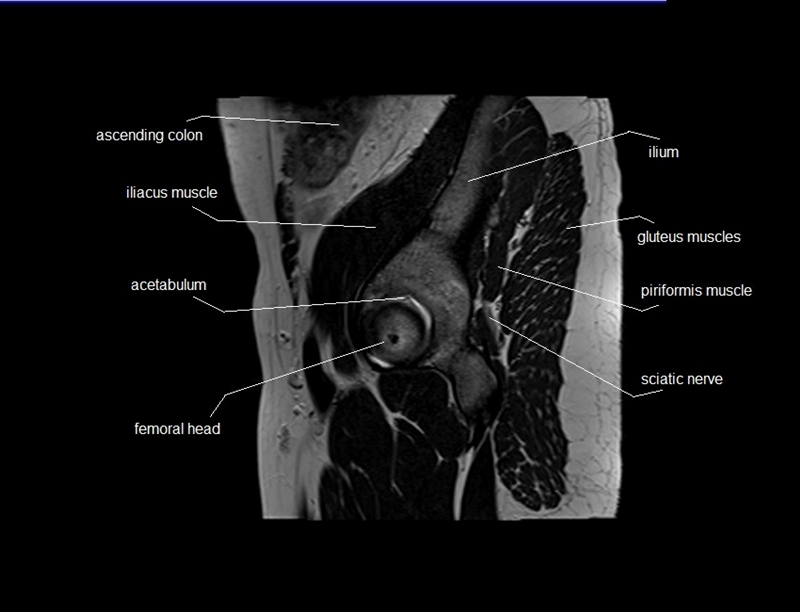 ascending colon
iliacus muscle
acetabulum
femoral head
ilium
gluteus muscles
piriformis muscle
sciatic nerve